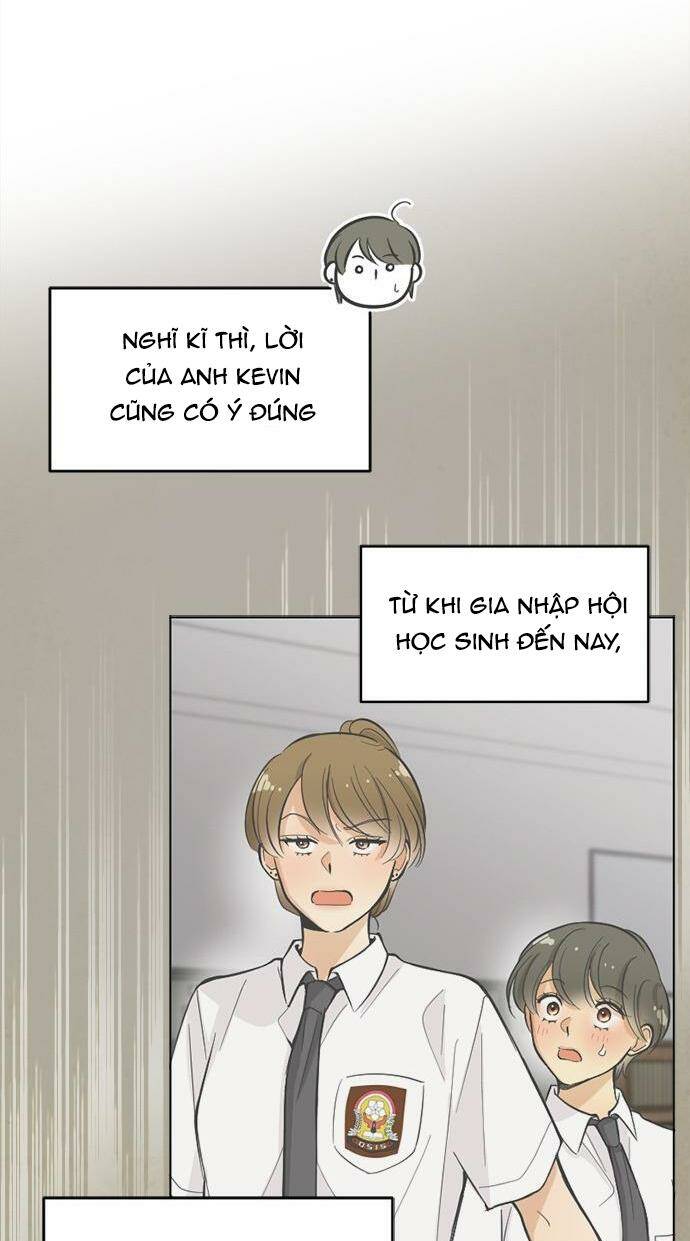 NGHĨ KĨ THÌ, LỜI
CỦA ANH KEVIN
CŨNG CÓ Ý ĐÚNG
TỪ KHI GIA NHẬP HỘI
HỌC SINH ĐẾN NAY,
OSIS